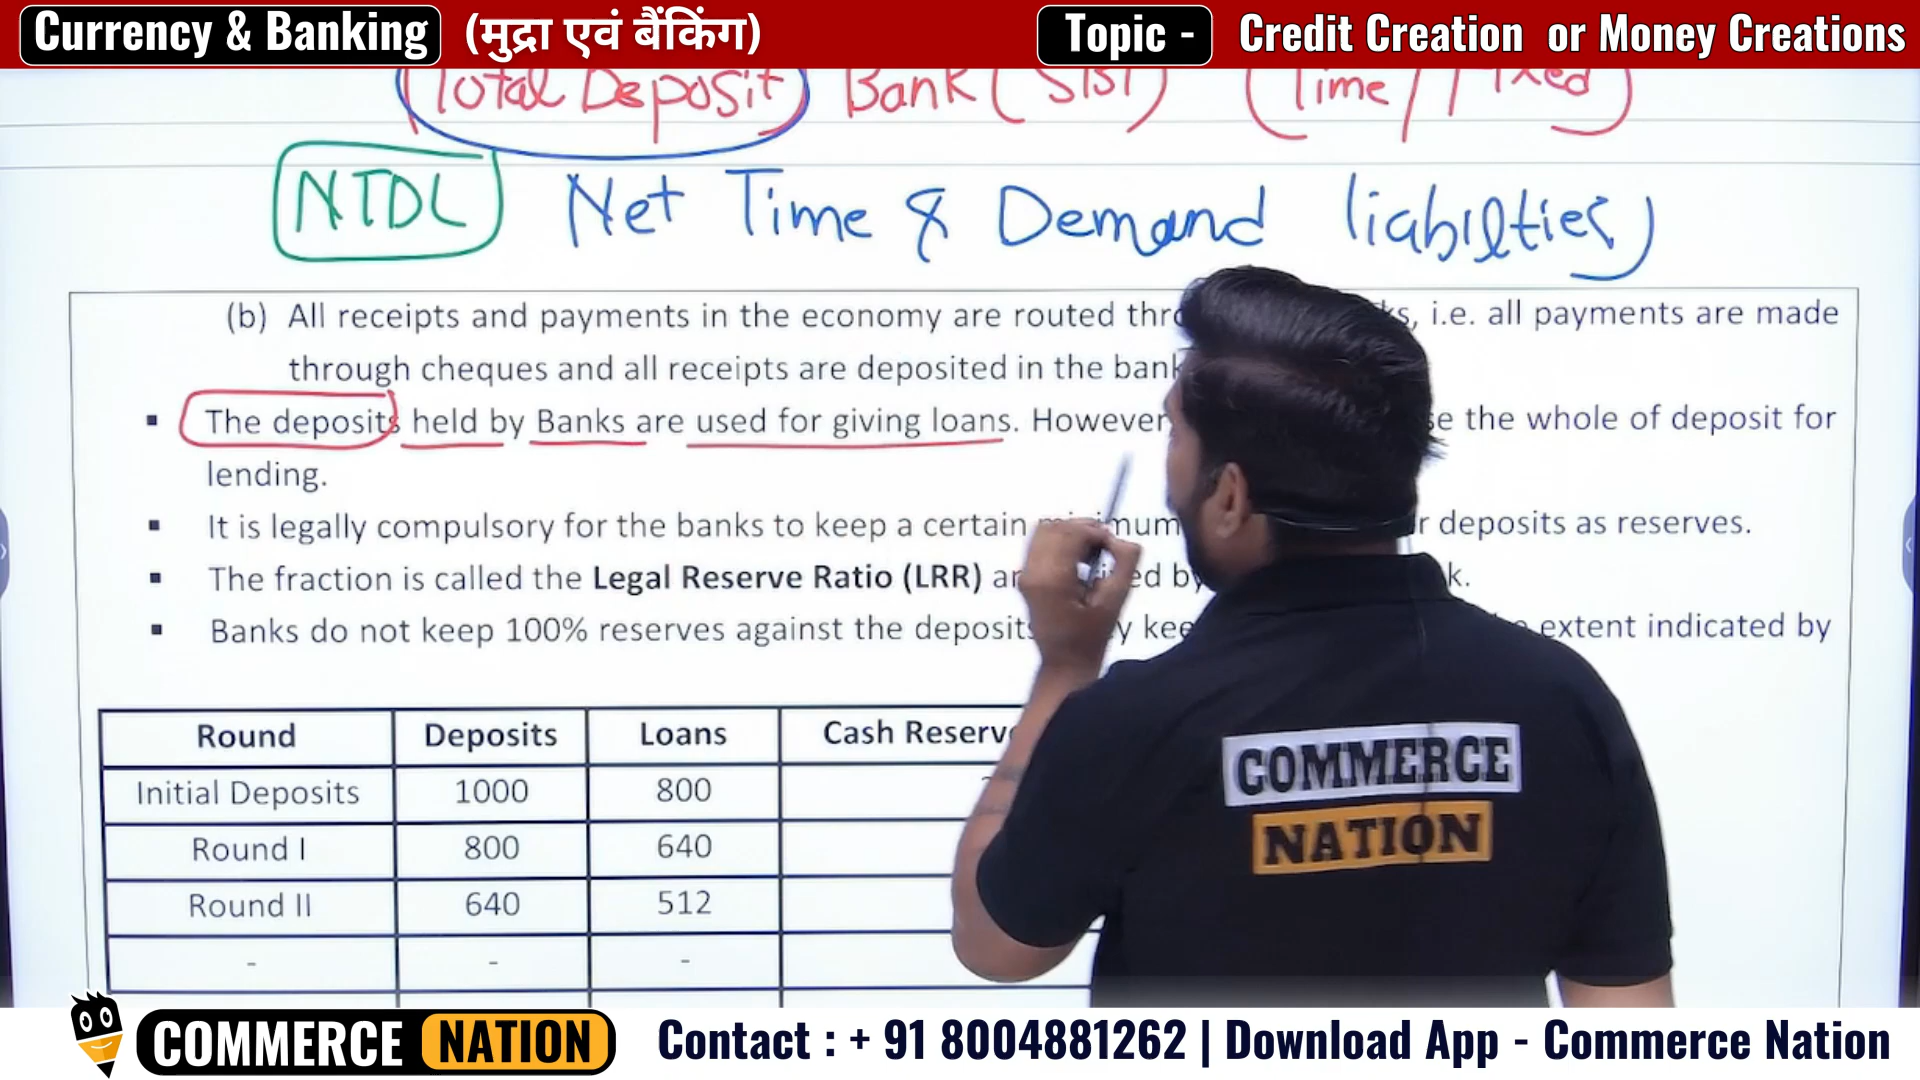 Currency & Banking (मुद्रा एवं बैंकिंग) Topic - Credit Creation or Money Creations
(Total Deposit) Bank ( SBI ) (Time / Fixed)
NTDL Net Time & Demand liabilties)
(b) All receipts and payments in the economy are routed i.e. all payments are made
through cheques and all receipts are deposited in the bank
▪ The deposits held by Banks are used for giving loans. However the whole of deposit for
lending.
▪ It is legally compulsory for the banks to keep a certain minimum deposits as reserves.
▪ The fraction is called the Legal Reserve Ratio (LRR)
▪ Banks do not keep 100% reserves against the deposits extent indicated by
Round Deposits Loans Cash
Initial Deposits 1000 800
Round I 800 640
Round II 640 512
- - -
COMMERCE
NATION
COMMERCE NATION Contact : + 91 8004881262 | Download App - Commerce Nation